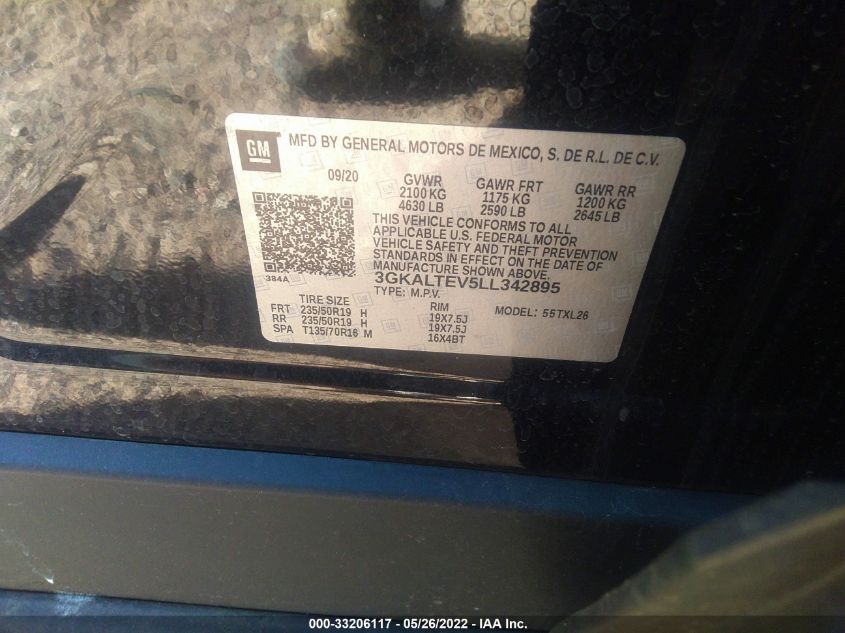 GM MFD BY GENERAL MOTORS DE MEXICO, S. DE R.L. DE C.V.
09/20 GVWR GAWR FRT GAWR RR
2100 KG 1175 KG 1200 KG
4630 LB 2590 LB 2645 LB
THIS VEHICLE CONFORMS TO ALL
APPLICABLE U.S. FEDERAL MOTOR
VEHICLE SAFETY AND THEFT PREVENTION
STANDARDS IN EFFECT ON THE DATE OF
MANUFACTURE SHOWN ABOVE.
384A
3GKALTEV5LL342895
TYPE: M.P.V.
TIRE SIZE RIM MODEL: 55TXL26
FRT 235/50R19 H 19X7.5J
RR 235/50R19 H 19X7.5J
SPA T135/70R16 M 16X4BT
000-33206117 - 05/26/2022 - IAA Inc.